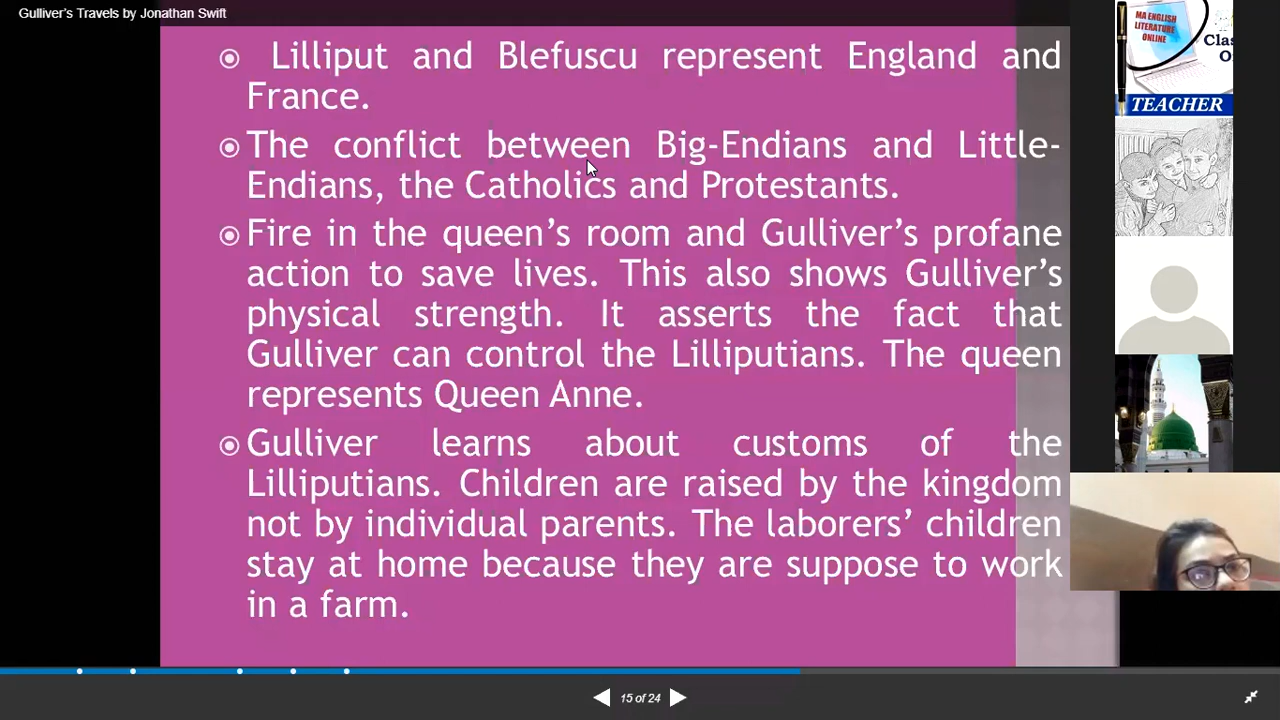 Gulliver's Travels by Jonathan Swift
Lilliput and Blefuscu represent England and
France.
The conflict between Big-Endians and Little-
Endians, the Catholics and Protestants.
Fire in the queen's room and Gulliver's profane
action to save lives. This also shows Gulliver's
physical strength. It asserts the fact that
Gulliver can control the Lilliputians. The queen
represents Queen Anne.
Gulliver learns about customs of the
Lilliputians. Children are raised by the kingdom
not by individual parents. The laborers' children
stay at home because they are suppose to work
in a farm.
MA ENGLISH
LITERATURE
ONLINE
TEACHER
15 of 24